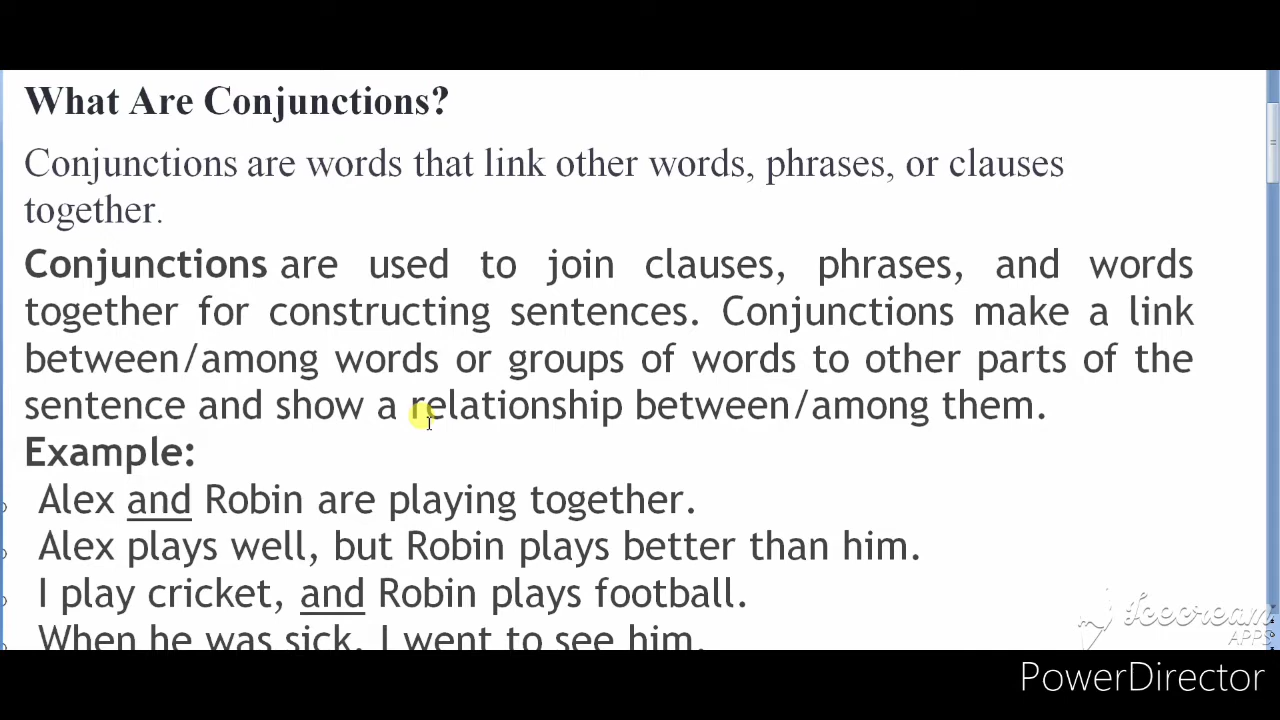 What Are Conjunctions?
Conjunctions are words that link other words, phrases, or clauses
together.
Conjunctions are used to join clauses, phrases, and words
together for constructing sentences. Conjunctions make a link
between/among words or groups of words to other parts of the
sentence and show a relationship between/among them.
Example:
Alex and Robin are playing together.
Alex plays well, but Robin plays better than him.
I play cricket, and Robin plays football.
When he was sick, I went to see him.
Icecream
APPS
PowerDirector